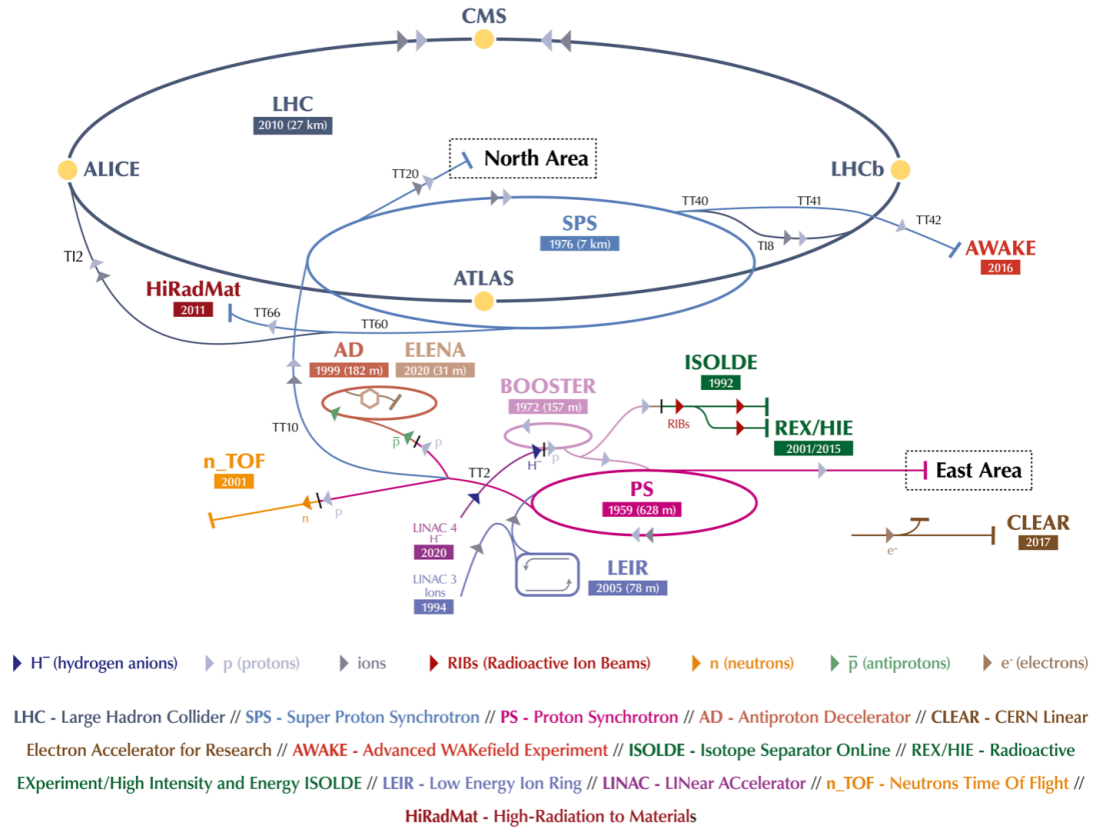 CMS
LHC
2010 (27 km)
ALICE
LHCb
North Area
TT20
TT40
TT41
SPS
1976 (7 km)
TT42
TI8
AWAKE
2016
TI2
ATLAS
HiRadMat
2011
TT66
TT60
AD
1999 (182 m)
ELENA
2020 (31 m)
ISOLDE
1992
BOOSTER
1972 (157 m)
RIBs
REX/HIE
2001/2015
TT10
p̅
p
H⁻
p
n_TOF
2001
TT2
East Area
PS
1959 (628 m)
n
p
LINAC 4
H⁻
2020
CLEAR
2017
e-
LEIR
2005 (78 m)
LINAC 3
Ions
1994
H⁻ (hydrogen anions) p (protons) ions RIBs (Radioactive Ion Beams) n (neutrons) p̅ (antiprotons) e- (electrons)
LHC - Large Hadron Collider // SPS - Super Proton Synchrotron // PS - Proton Synchrotron // AD - Antiproton Decelerator // CLEAR - CERN Linear
Electron Accelerator for Research // AWAKE - Advanced WAKefield Experiment // ISOLDE - Isotope Separator OnLine // REX/HIE - Radioactive
EXperiment/High Intensity and Energy ISOLDE // LEIR - Low Energy Ion Ring // LINAC - LINear ACcelerator // n_TOF - Neutrons Time Of Flight //
HiRadMat - High-Radiation to Materials